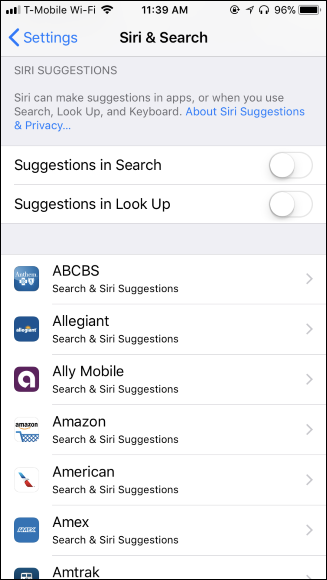 T-Mobile Wi-Fi 11:39 AM 96%
Settings Siri & Search
SIRI SUGGESTIONS
Siri can make suggestions in apps, or when you
use Search, Look Up, and Keyboard. About Siri Suggestions
& Privacy...
Suggestions in Search
Suggestions in Look Up
Anthem
ABCBS
Search & Siri Suggestions
allegiant
Allegiant
Search & Siri Suggestions
a
Ally Mobile
Search & Siri Suggestions
amazon
Amazon
Search & Siri Suggestions
American
Search & Siri Suggestions
AMEX
Amex
Search & Siri Suggestions
Amtrak